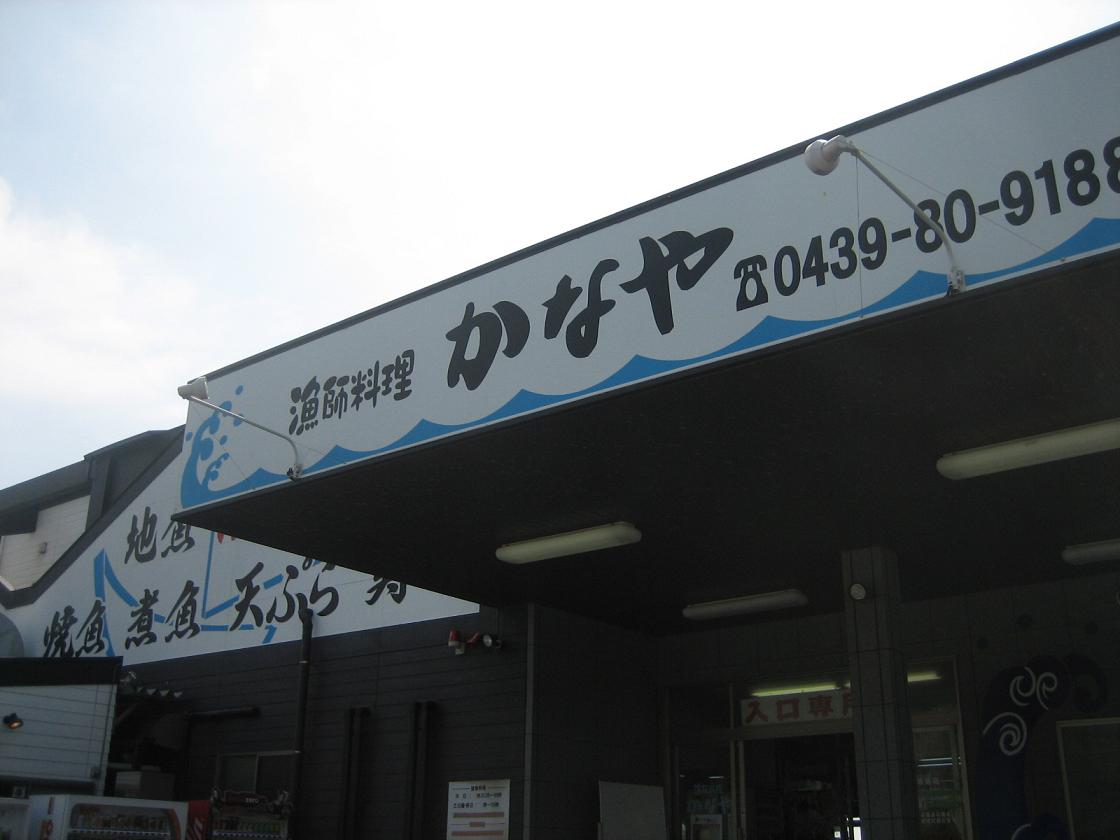 漁師料理 かなや ☎0439-80-9188
地魚
焼魚 煮魚 天ぷら
入口専用